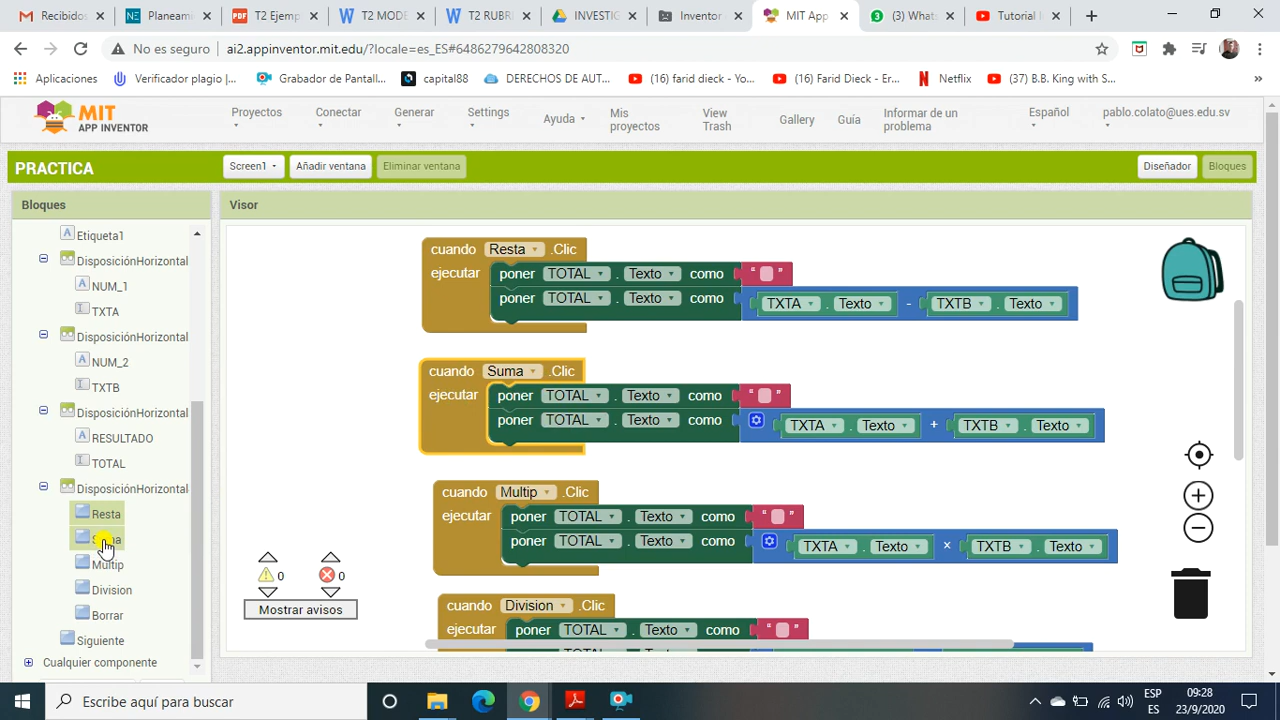 Recibidos
Planeam
T2 Ejemp
T2 MODE
T2 RUBRI
INVESTIG
Inventor
MIT App
(3) Whats
Tutorial In
No es seguro
ai2.appinventor.mit.edu/?locale=es_ES#6486279642808320
Aplicaciones
Verificador plagio |...
Grabador de Pantall...
capital88
DERECHOS DE AUT...
(16) farid dieck - Yo...
(16) Farid Dieck - Er...
Netflix
(37) B.B. King with S...
»
MIT
APP INVENTOR
Proyectos
Conectar
Generar
Settings
Ayuda
Mis
proyectos
View
Trash
Gallery
Guía
Informar de un
problema
Español
pablo.colato@ues.edu.sv
PRACTICA
Screen1
Añadir ventana
Eliminar ventana
Diseñador
Bloques
Bloques
Visor
Etiqueta1
DisposiciónHorizontal
NUM_1
TXTA
DisposiciónHorizontal
NUM_2
TXTB
DisposiciónHorizontal
RESULTADO
TOTAL
DisposiciónHorizontal
Resta
Multip
Division
Borrar
Siguiente
Cualquier componente
cuando Resta .Clic
ejecutar poner TOTAL . Texto como " "
poner TOTAL . Texto como TXTA . Texto - TXTB . Texto
cuando Suma .Clic
ejecutar poner TOTAL . Texto como " "
poner TOTAL . Texto como TXTA . Texto + TXTB . Texto
cuando Multip .Clic
ejecutar poner TOTAL . Texto como " "
poner TOTAL . Texto como TXTA . Texto × TXTB . Texto
cuando Division .Clic
ejecutar poner TOTAL . Texto como " "
0
0
Mostrar avisos
Escribe aquí para buscar
ESP
ES
09:28
23/9/2020